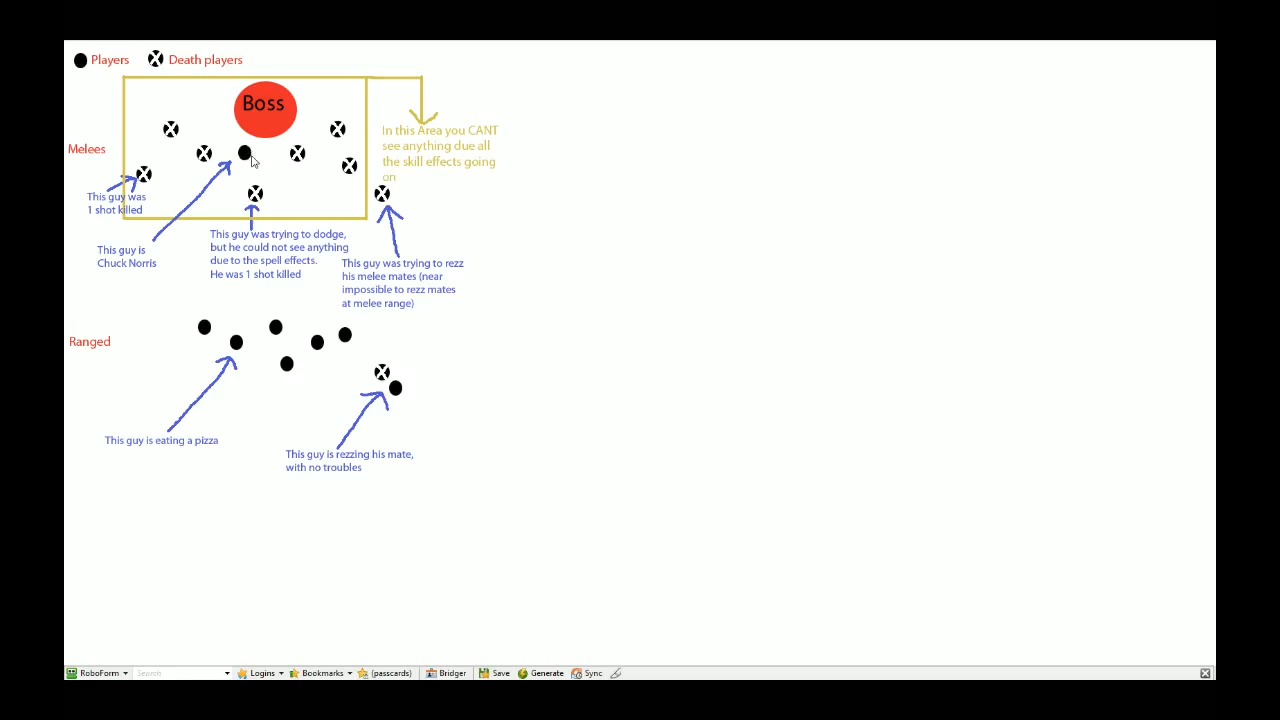 Players
Death players
Boss
In this Area you CANT
see anything due all
the skill effects going
on
Melees
This guy was
1 shot killed
This guy is
Chuck Norris
This guy was trying to dodge,
but he could not see anything
due to the spell effects.
He was 1 shot killed
This guy was trying to rezz
his melee mates (near
impossible to rezz mates
at melee range)
Ranged
This guy is eating a pizza
This guy is rezzing his mate,
with no troubles
RoboForm Search Logins Bookmarks (passcards) Bridger Save Generate Sync